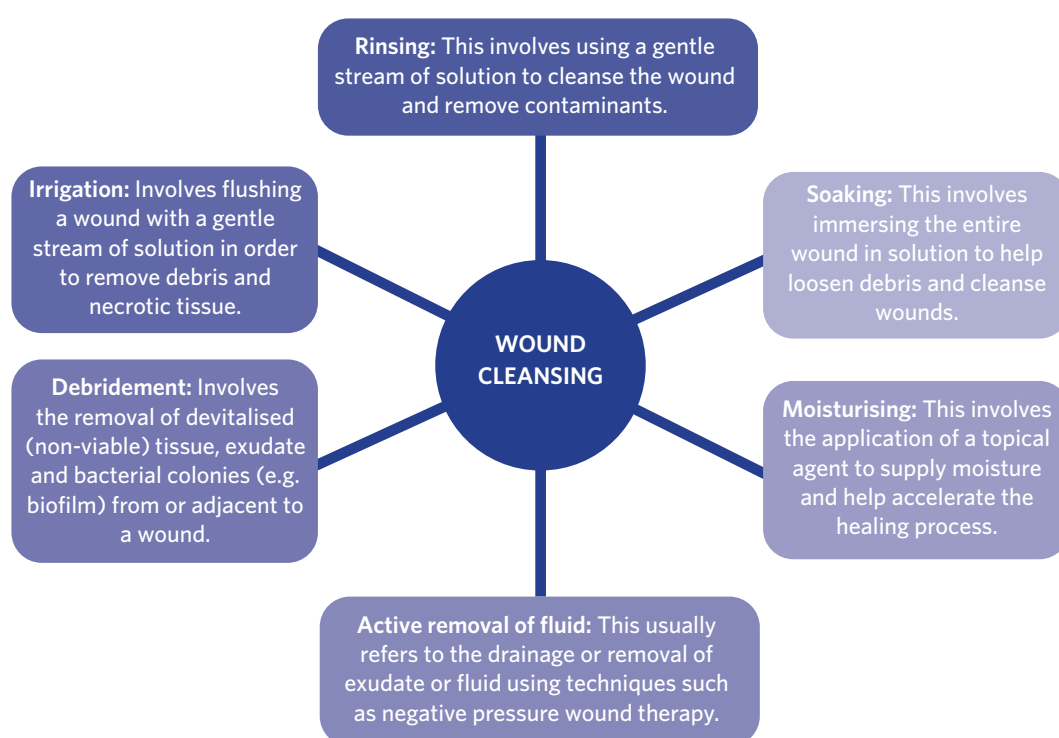 Rinsing: This involves using a gentle
stream of solution to cleanse the wound
and remove contaminants.
Irrigation: Involves flushing
a wound with a gentle
stream of solution in order
to remove debris and
necrotic tissue.
Soaking: This involves
immersing the entire
wound in solution to help
loosen debris and cleanse
wounds.
WOUND
CLEANSING
Debridement: Involves
the removal of devitalised
(non-viable) tissue, exudate
and bacterial colonies (e.g.
biofilm) from or adjacent to
a wound.
Moisturising: This involves
the application of a topical
agent to supply moisture
and help accelerate the
healing process.
Active removal of fluid: This usually
refers to the drainage or removal of
exudate or fluid using techniques such
as negative pressure wound therapy.